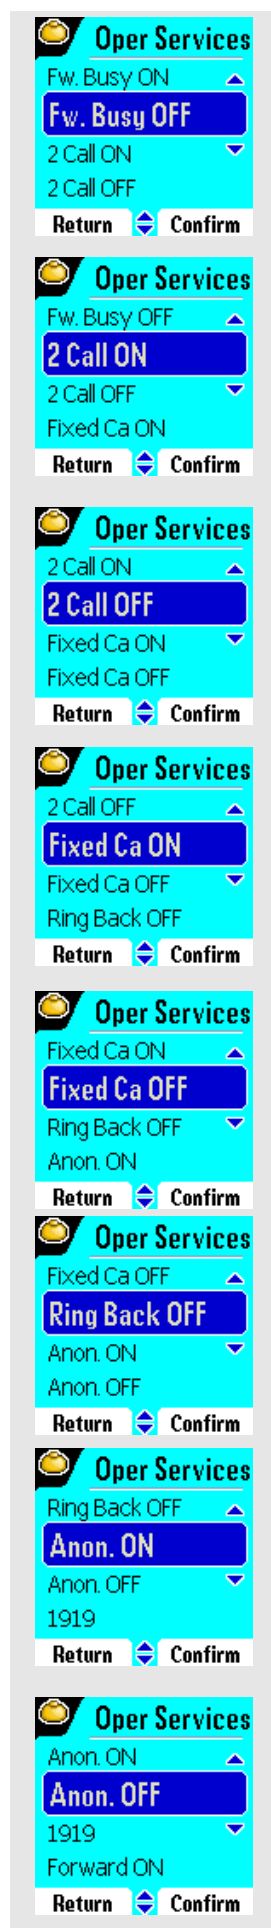 Oper Services
Fw. Busy ON
Fw. Busy OFF
2 Call ON
2 Call OFF
Return Confirm
Oper Services
Fw. Busy OFF
2 Call ON
2 Call OFF
Fixed Ca ON
Return Confirm
Oper Services
2 Call ON
2 Call OFF
Fixed Ca ON
Fixed Ca OFF
Return Confirm
Oper Services
2 Call OFF
Fixed Ca ON
Fixed Ca OFF
Ring Back OFF
Return Confirm
Oper Services
Fixed Ca ON
Fixed Ca OFF
Ring Back OFF
Anon. ON
Return Confirm
Oper Services
Fixed Ca OFF
Ring Back OFF
Anon. ON
Anon. OFF
Return Confirm
Oper Services
Ring Back OFF
Anon. ON
Anon. OFF
1919
Return Confirm
Oper Services
Anon. ON
Anon. OFF
1919
Forward ON
Return Confirm